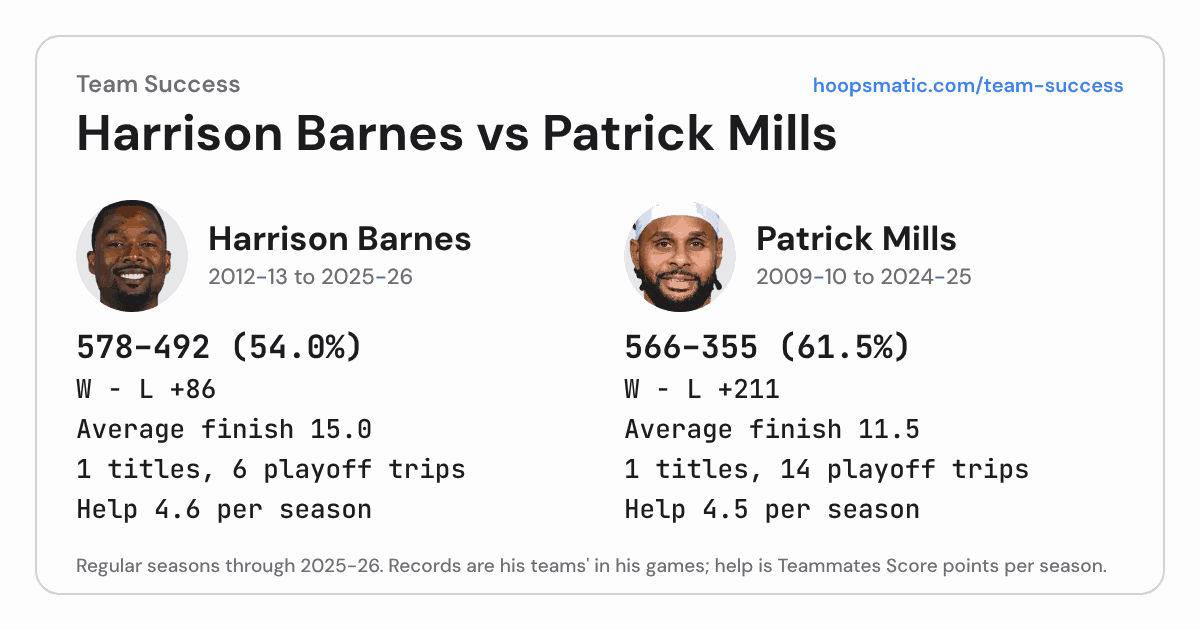 Team Success
hoopsmatic.com/team-success
Harrison Barnes vs Patrick Mills
Harrison Barnes
2012-13 to 2025-26
578-492 (54.0%)
W - L +86
Average finish 15.0
1 titles, 6 playoff trips
Help 4.6 per season
Patrick Mills
2009-10 to 2024-25
566-355 (61.5%)
W - L +211
Average finish 11.5
1 titles, 14 playoff trips
Help 4.5 per season
Regular seasons through 2025-26. Records are his teams' in his games; help is Teammates Score points per season.